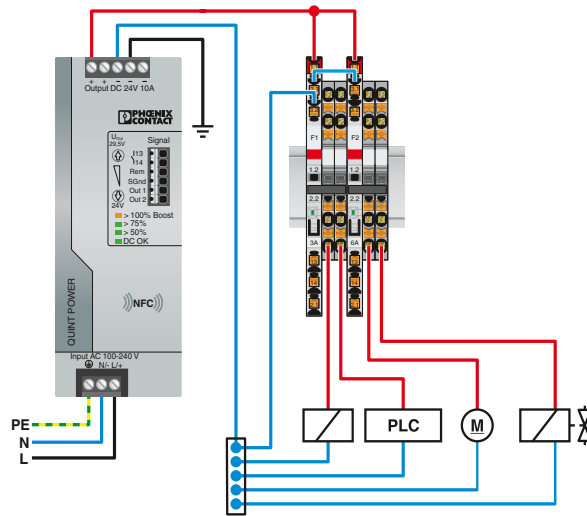 + + − − −
Output DC 24V 10A
PHŒNIX
CONTACT
UOut
29,5V
Signal
13
14
Rem
SGnd
Out 1
Out 2
24V
> 100% Boost
> 75%
> 50%
DC OK
NFC
QUINT POWER
Input AC 100-240 V
N/- L/+
PE
N
L
F1 F2
1.2 1.2
2.2 2.2
3A 6A
PLC
M